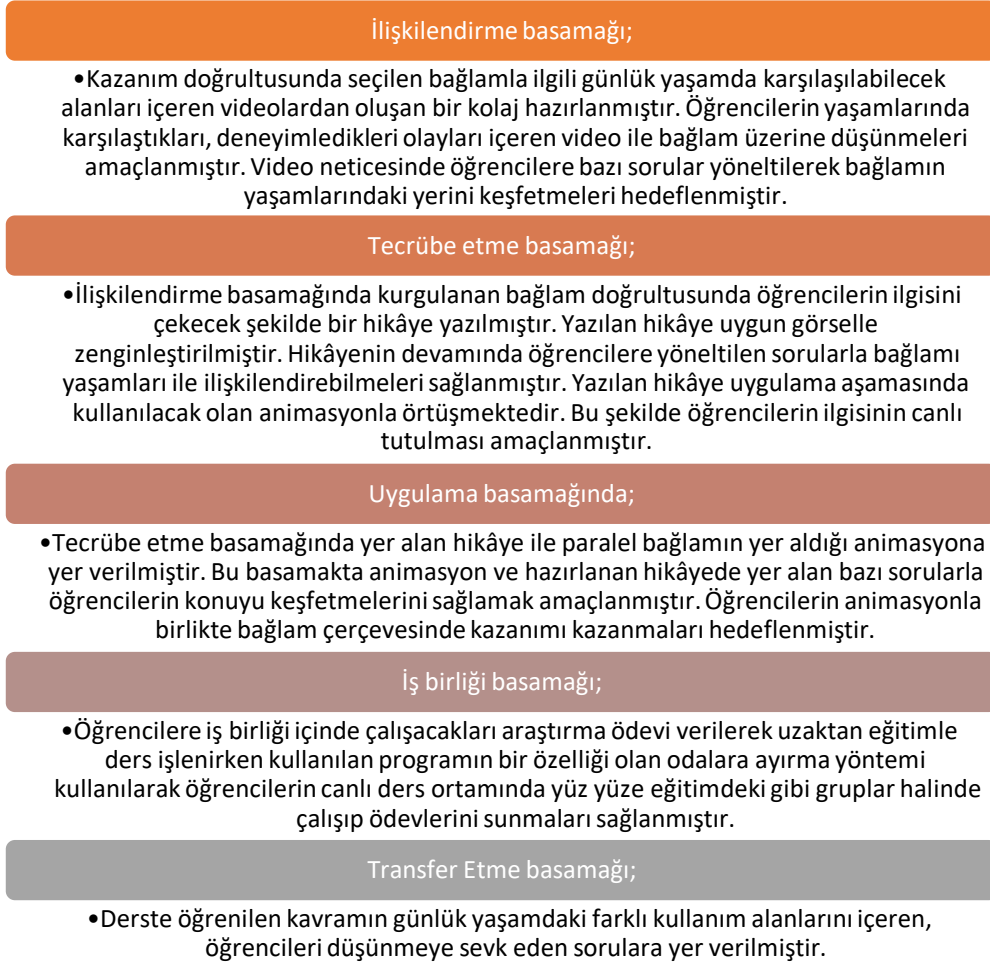 İlişkilendirme basamağı;
•Kazanım doğrultusunda seçilen bağlamla ilgili günlük yaşamda karşılaşılabilecek
alanları içeren videolardan oluşan bir kolaj hazırlanmıştır. Öğrencilerin yaşamlarında
karşılaştıkları, deneyimledikleri olayları içeren video ile bağlam üzerine düşünmeleri
amaçlanmıştır. Video neticesinde öğrencilere bazı sorular yöneltilerek bağlamın
yaşamlarındaki yerini keşfetmeleri hedeflenmiştir.
Tecrübe etme basamağı;
•İlişkilendirme basamağında kurgulanan bağlam doğrultusunda öğrencilerin ilgisini
çekecek şekilde bir hikâye yazılmıştır. Yazılan hikâye uygun görselle
zenginleştirilmiştir. Hikâyenin devamında öğrencilere yöneltilen sorularla bağlamı
yaşamları ile ilişkilendirebilmeleri sağlanmıştır. Yazılan hikâye uygulama aşamasında
kullanılacak olan animasyonla örtüşmektedir. Bu şekilde öğrencilerin ilgisinin canlı
tutulması amaçlanmıştır.
Uygulama basamağında;
•Tecrübe etme basamağında yer alan hikâye ile paralel bağlamın yer aldığı animasyona
yer verilmiştir. Bu basamakta animasyon ve hazırlanan hikâyede yer alan bazı sorularla
öğrencilerin konuyu keşfetmelerini sağlamak amaçlanmıştır. Öğrencilerin animasyonla
birlikte bağlam çerçevesinde kazanımı kazanmaları hedeflenmiştir.
İş birliği basamağı;
•Öğrencilere iş birliği içinde çalışacakları araştırma ödevi verilerek uzaktan eğitimle
ders işlenirken kullanılan programın bir özelliği olan odalara ayırma yöntemi
kullanılarak öğrencilerin canlı ders ortamında yüz yüze eğitimdeki gibi gruplar halinde
çalışıp ödevlerini sunmaları sağlanmıştır.
Transfer Etme basamağı;
•Derste öğrenilen kavramın günlük yaşamdaki farklı kullanım alanlarını içeren,
öğrencileri düşünmeye sevk eden sorulara yer verilmiştir.